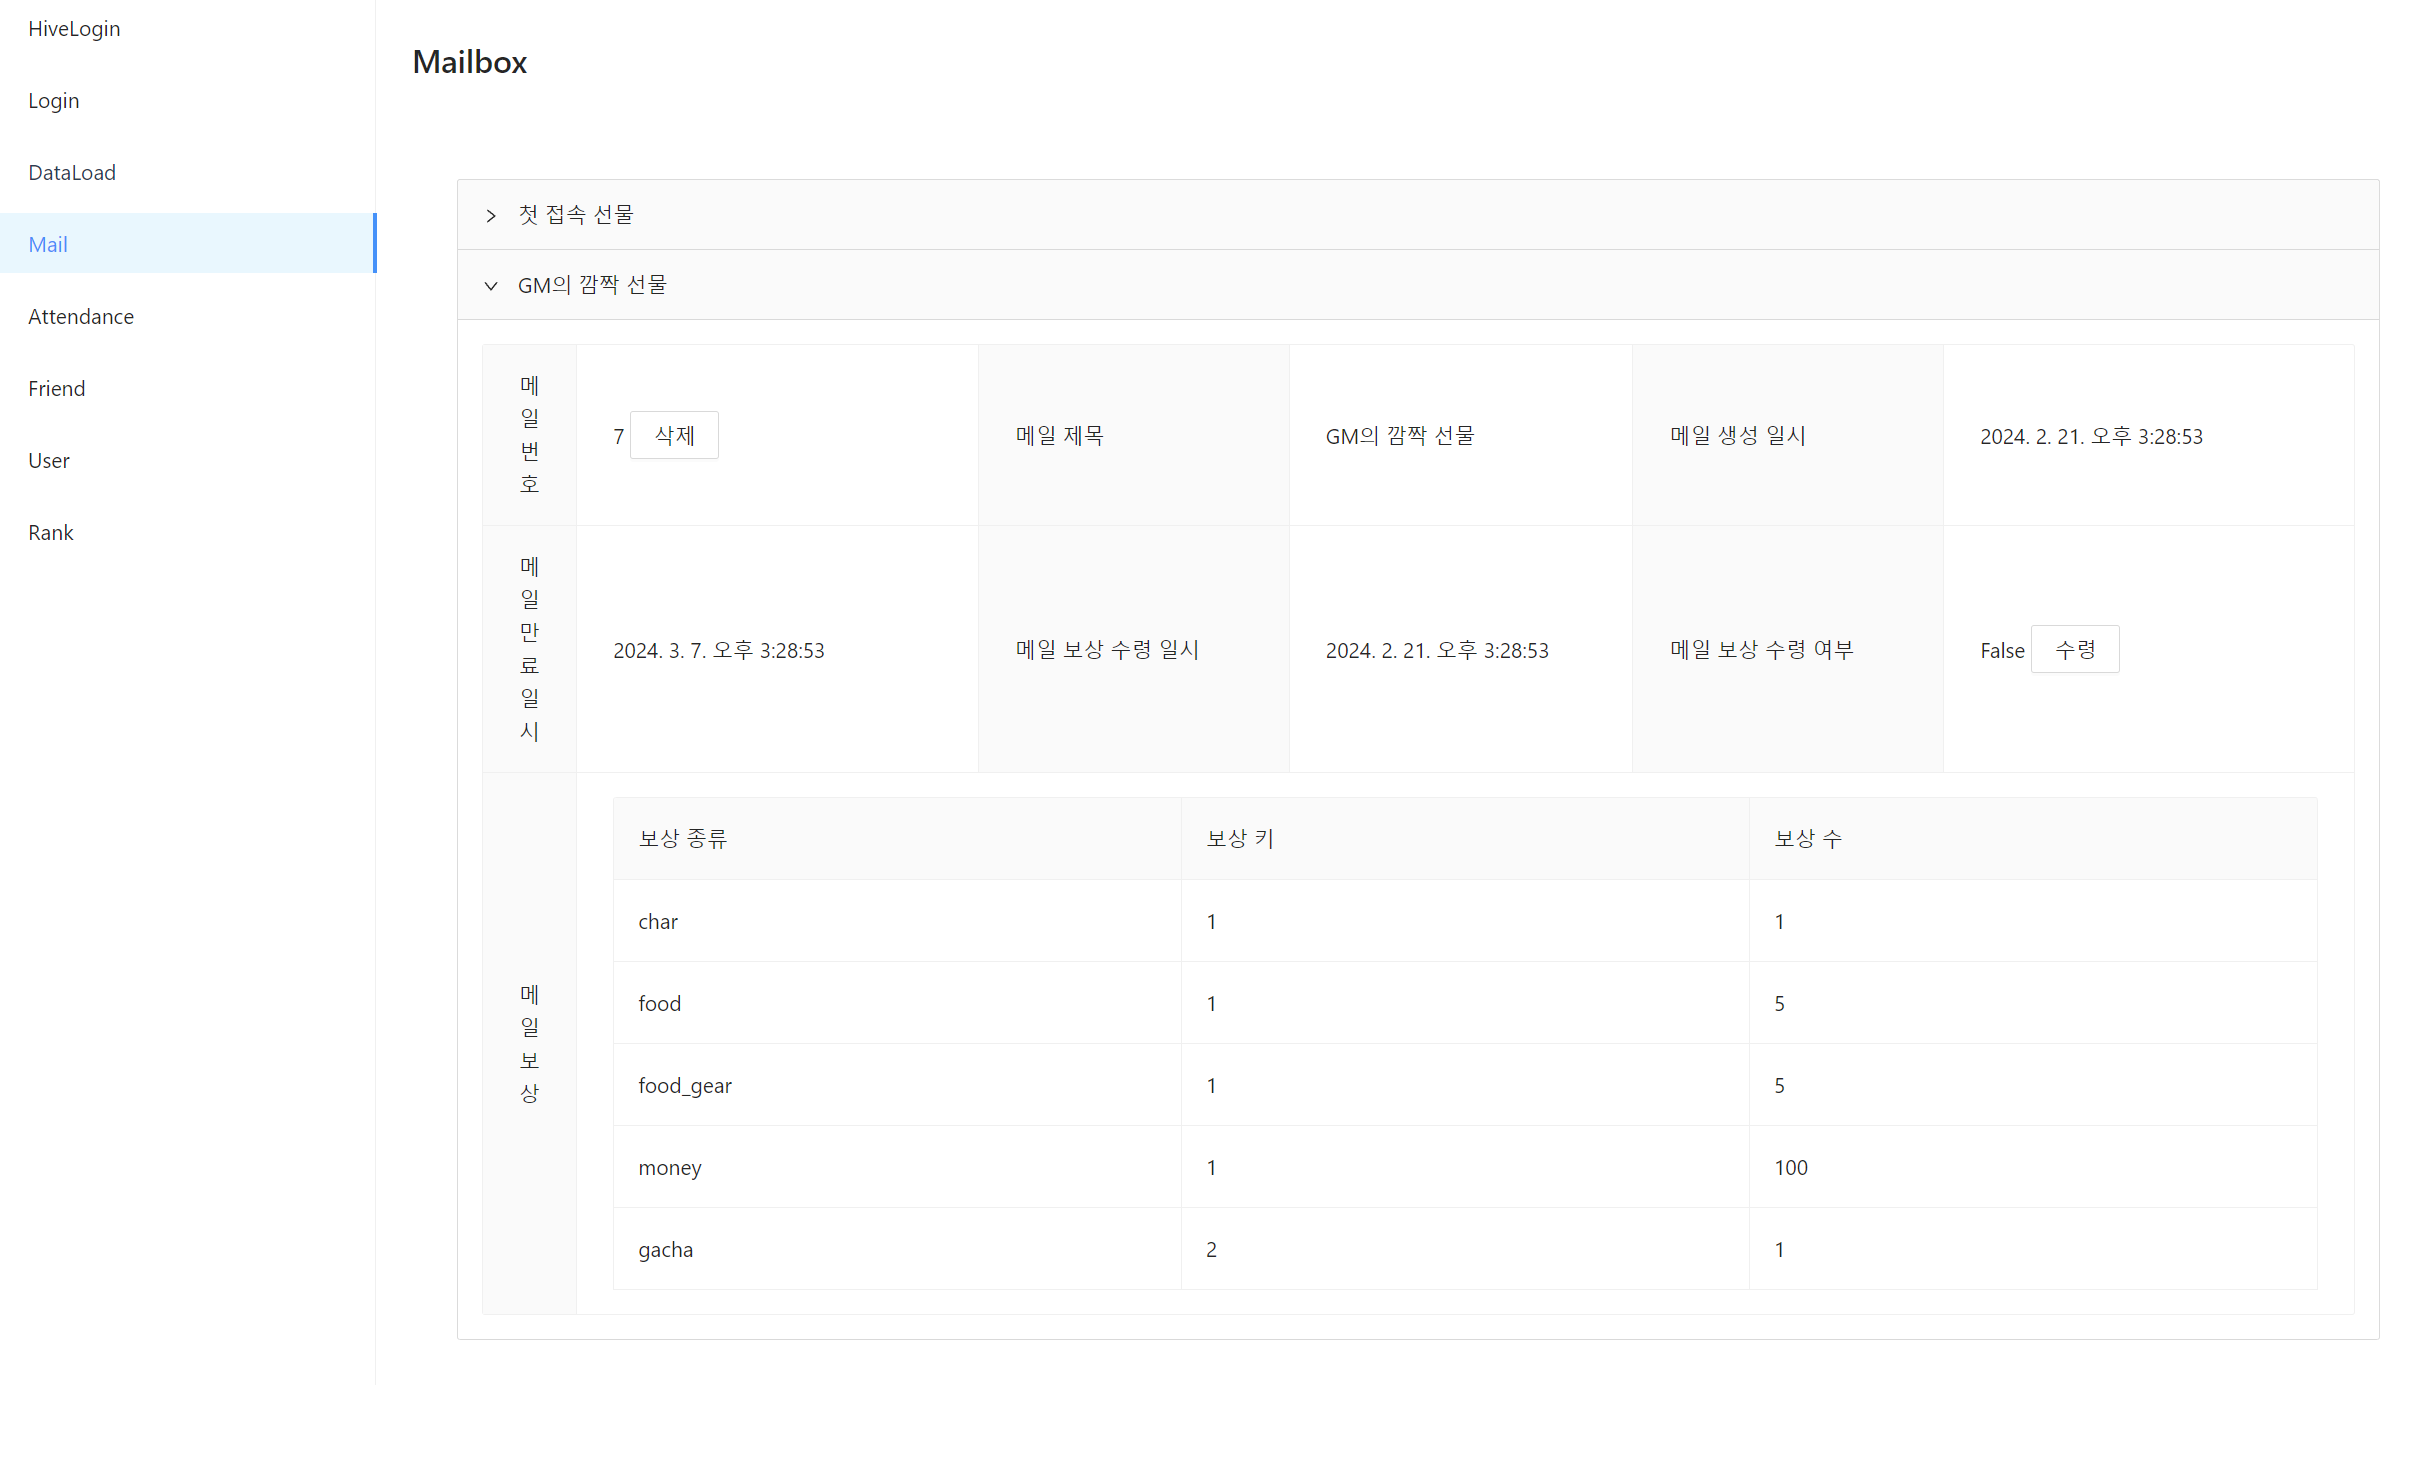 HiveLogin
Login
DataLoad
Mail
Attendance
Friend
User
Rank
Mailbox
첫 접속 선물
GM의 깜짝 선물
메일 번호
7 삭제
메일 제목
GM의 깜짝 선물
메일 생성 일시
2024. 2. 21. 오후 3:28:53
메일 만료 일시
2024. 3. 7. 오후 3:28:53
메일 보상 수령 일시
2024. 2. 21. 오후 3:28:53
메일 보상 수령 여부
False 수령
메일 보상
보상 종류 보상 키 보상 수
char 1 1
food 1 5
food_gear 1 5
money 1 100
gacha 2 1